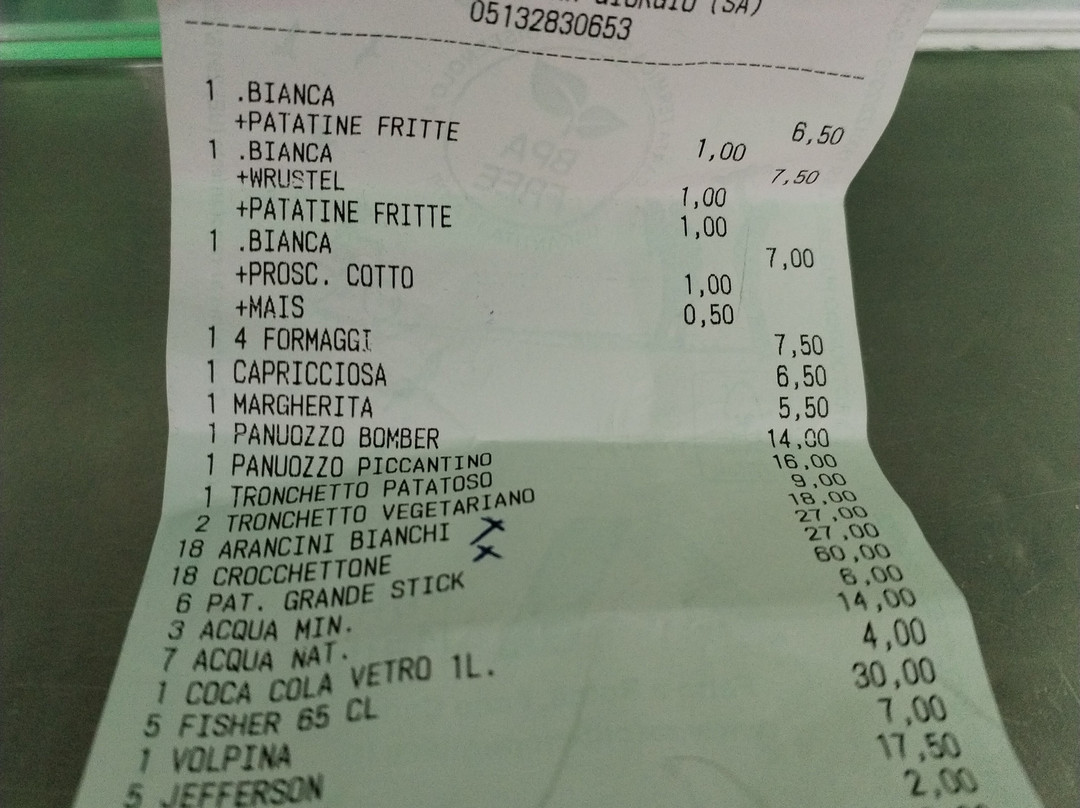 GIORGIO (SA)
05132830653
1 .BIANCA 6,50
+PATATINE FRITTE 1,00
1 .BIANCA 7,50
+WRUSTEL 1,00
+PATATINE FRITTE 1,00
1 .BIANCA 7,00
+PROSC. COTTO 1,00
+MAIS 0,50
1 4 FORMAGGI 7,50
1 CAPRICCIOSA 6,50
1 MARGHERITA 5,50
1 PANUOZZO BOMBER 14,00
1 PANUOZZO PICCANTINO 16,00
1 TRONCHETTO PATATOSO 9,00
2 TRONCHETTO VEGETARIANO 18,00
18 ARANCINI BIANCHI 27,00
18 CROCCHETTONE 27,00
6 PAT. GRANDE STICK 60,00
3 ACQUA MIN. 6,00
7 ACQUA NAT. 14,00
1 COCA COLA VETRO 1L. 4,00
5 FISHER 65 CL 30,00
1 VOLPINA 7,00
5 JEFFERSON 17,50
2,00
BPA
FREE